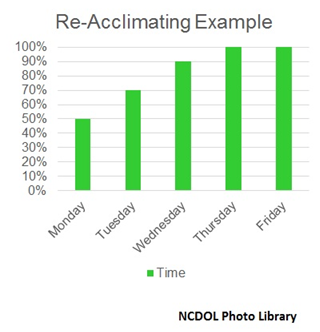 Re-Acclimating Example
100%
90%
80%
70%
60%
50%
40%
30%
20%
10%
0%
Monday
Tuesday
Wednesday
Thursday
Friday
Time
NCDOL Photo Library